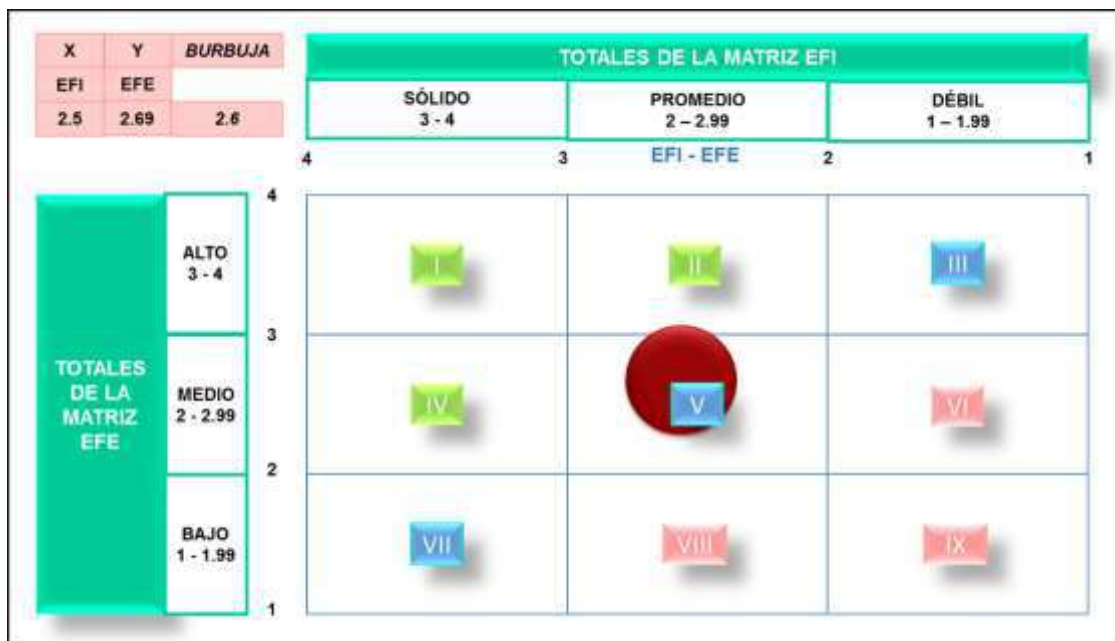 X Y BURBUJA
EFI EFE
2.5 2.69 2.6
TOTALES DE LA MATRIZ EFI
SÓLIDO
3 - 4
PROMEDIO
2 – 2.99
DÉBIL
1 – 1.99
4 3 EFI - EFE 2 1
TOTALES
DE LA
MATRIZ
EFE
4
ALTO
3 - 4
3
MEDIO
2 - 2.99
2
BAJO
1 - 1.99
1
I II III
IV V VI
VII VIII IX